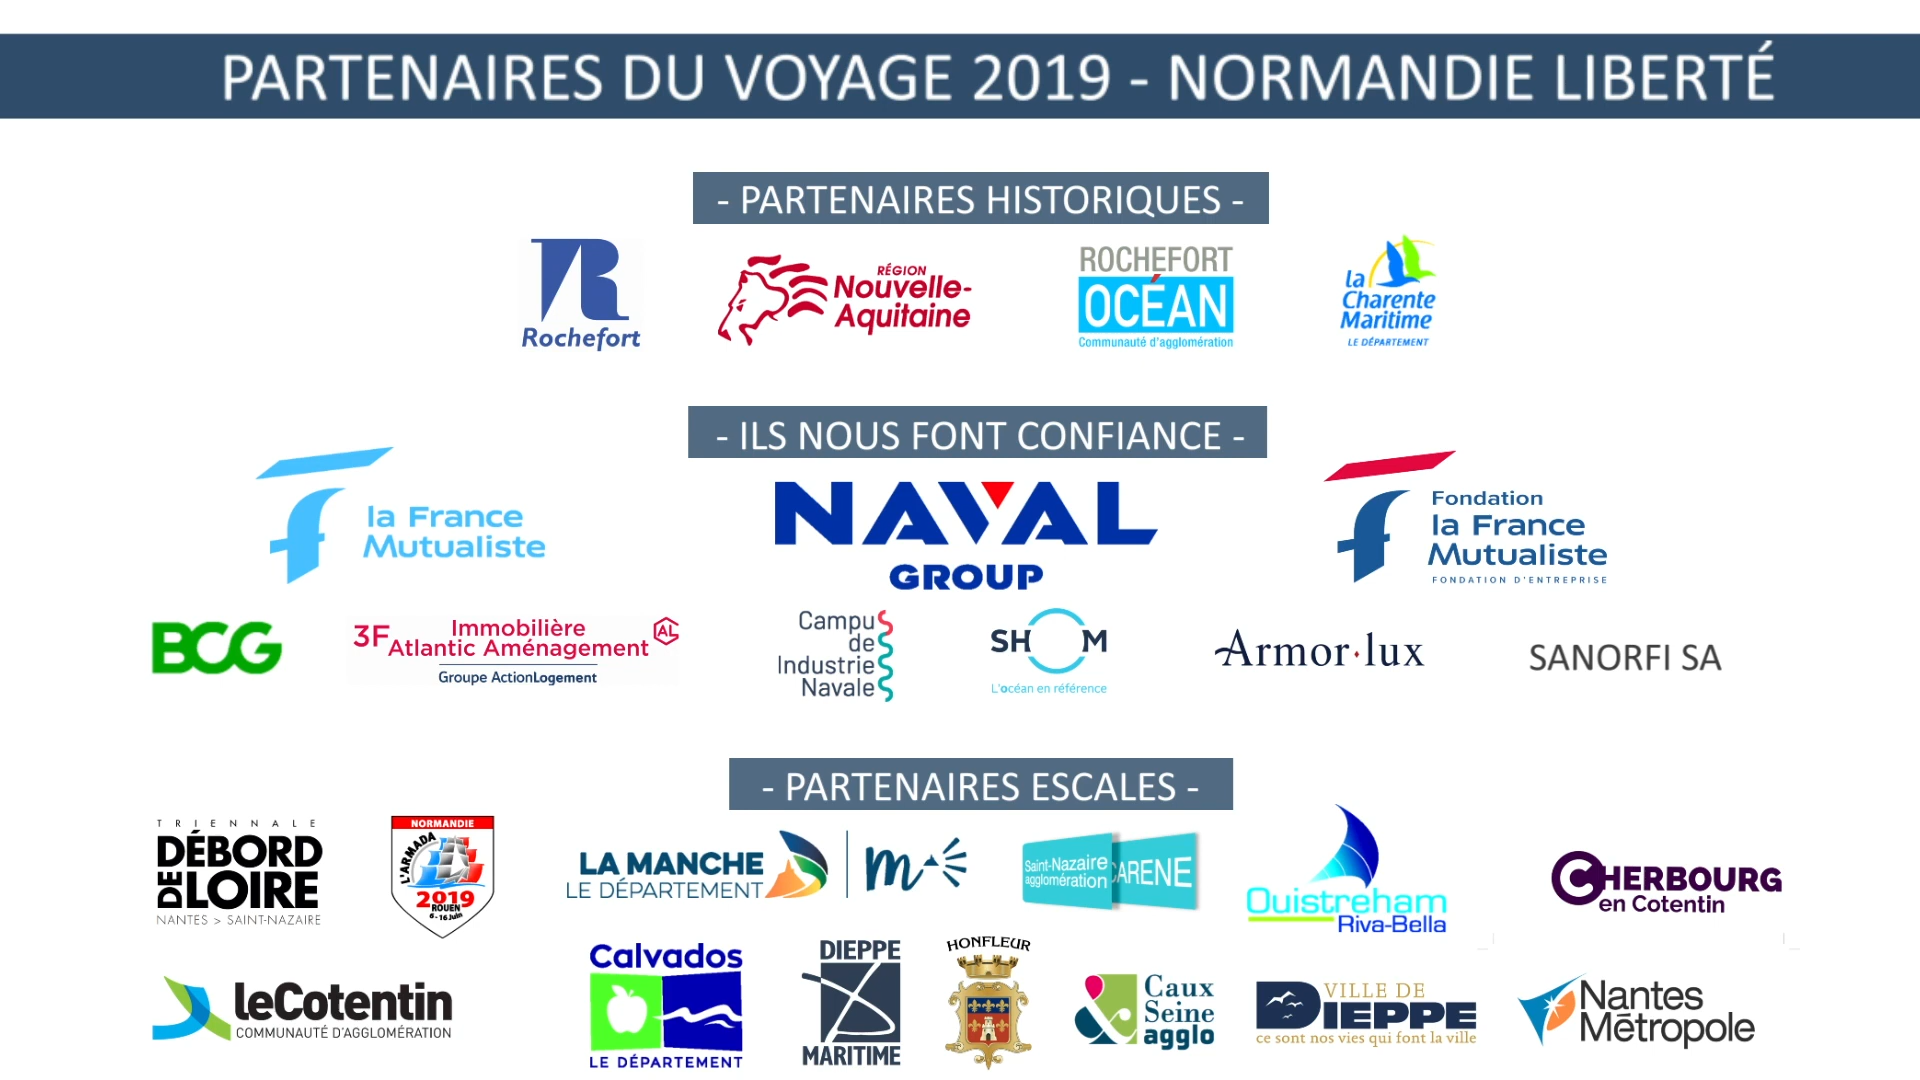 PARTENAIRES DU VOYAGE 2019 - NORMANDIE LIBERTÉ
- PARTENAIRES HISTORIQUES -
Rochefort
RÉGION
Nouvelle-
Aquitaine
ROCHEFORT
OCÉAN
Communauté d'agglomération
la
Charente
Maritime
LE DÉPARTEMENT
- ILS NOUS FONT CONFIANCE -
la France
Mutualiste
NAVAL
GROUP
Fondation
la France
Mutualiste
FONDATION D'ENTREPRISE
BCG
3F Immobilière
Atlantic Aménagement
AL
Groupe ActionLogement
Campus
de
Industries
Navales
SHOM
L'océan en référence
Armor·lux
SANORFI SA
- PARTENAIRES ESCALES -
TRIENNALE
DÉBORD
DE LOIRE
NANTES > SAINT-NAZAIRE
NORMANDIE
L'ARMADA
2019
ROUEN
6 - 16 Juin
LA MANCHE
LE DÉPARTEMENT
m
Saint-Nazaire
agglomération
CARENE
Ouistreham
Riva-Bella
CHERBOURG
en Cotentin
leCotentin
COMMUNAUTÉ D'AGGLOMÉRATION
Calvados
LE DÉPARTEMENT
DIEPPE
MARITIME
HONFLEUR
Caux
Seine
agglo
VILLE DE
DIEPPE
ce sont nos vies qui font la ville
Nantes
Métropole